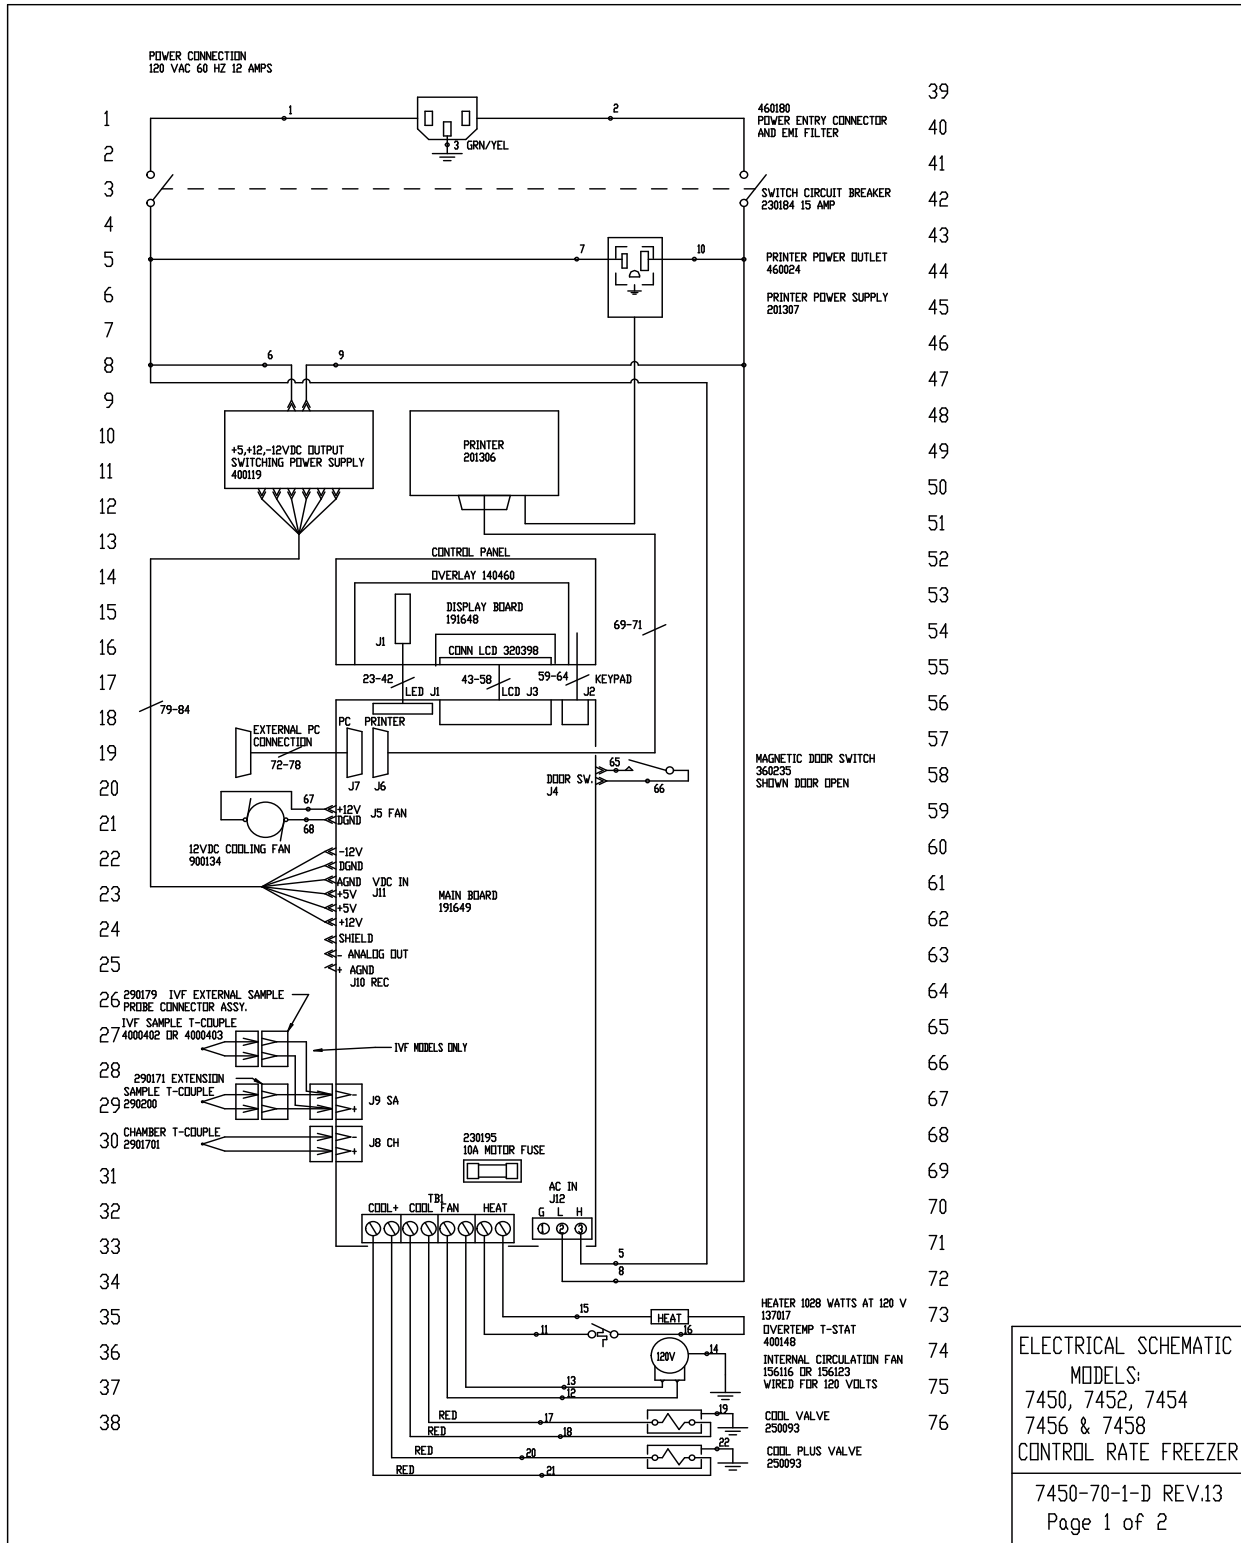 POWER CONNECTION
120 VAC 60 HZ 12 AMPS
1
2
3
4
5
6
7
8
9
10
11
12
13
14
15
16
17
18
19
20
21
22
23
24
25
26
27
28
29
30
31
32
33
34
35
36
37
38
39
40
41
42
43
44
45
46
47
48
49
50
51
52
53
54
55
56
57
58
59
60
61
62
63
64
65
66
67
68
69
70
71
72
73
74
75
76
1
2
3 GRN/YEL
460180
POWER ENTRY CONNECTOR
AND EMI FILTER
SWITCH CIRCUIT BREAKER
230184 15 AMP
7
10
PRINTER POWER OUTLET
460024
PRINTER POWER SUPPLY
201307
6
9
+5,+12,-12VDC OUTPUT
SWITCHING POWER SUPPLY
400119
PRINTER
201306
CONTROL PANEL
OVERLAY 140460
DISPLAY BOARD
191648
J1
CONN LCD 320398
69-71
23-42
43-58
59-64
KEYPAD
LED J1
LCD J3
J2
79-84
EXTERNAL PC
CONNECTION
72-78
PC
PRINTER
J7
J6
DOOR SW.
J4
65
66
MAGNETIC DOOR SWITCH
360235
SHOWN DOOR OPEN
67
68
+12V
DGND
J5 FAN
12VDC COOLING FAN
900134
-12V
DGND
AGND
VDC IN
J11
+5V
+5V
+12V
MAIN BOARD
191649
SHIELD
- ANALOG OUT
+ AGND
J10 REC
290179 IVF EXTERNAL SAMPLE
PROBE CONNECTOR ASSY.
IVF SAMPLE T-COUPLE
4000402 OR 4000403
IVF MODELS ONLY
290171 EXTENSION
SAMPLE T-COUPLE
290200
-
+
J9 SA
CHAMBER T-COUPLE
2901701
-
+
J8 CH
230195
10A MOTOR FUSE
TB1
COOL+
COOL
FAN
HEAT
AC IN
J12
G L H
1 2 3
5
8
15
HEAT
HEATER 1028 WATTS AT 120 V
137017
11
16
OVERTEMP T-STAT
400148
120V
14
INTERNAL CIRCULATION FAN
156116 OR 156123
WIRED FOR 120 VOLTS
13
12
RED
17
19
RED
18
COOL VALVE
250093
RED
20
22
RED
21
COOL PLUS VALVE
250093
ELECTRICAL SCHEMATIC
MODELS:
7450, 7452, 7454
7456 & 7458
CONTROL RATE FREEZER
7450-70-1-D REV.13
Page 1 of 2